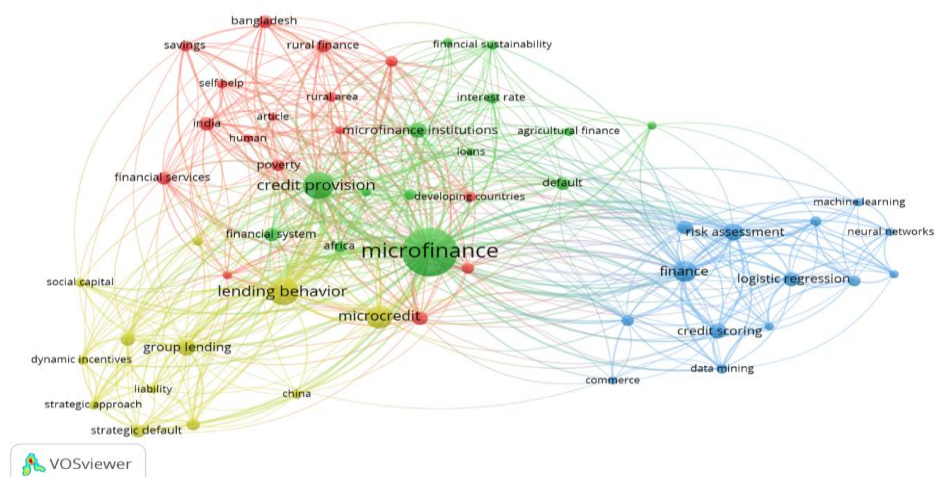 bangladesh
savings
rural finance
financial sustainability
self help
rural area
interest rate
article
india
human
microfinance institutions
agricultural finance
loans
poverty
financial services
credit provision
default
developing countries
machine learning
financial system
africa
risk assessment
neural networks
microfinance
finance
logistic regression
social capital
lending behavior
microcredit
credit scoring
group lending
dynamic incentives
data mining
commerce
liability
china
strategic approach
strategic default
VOSviewer